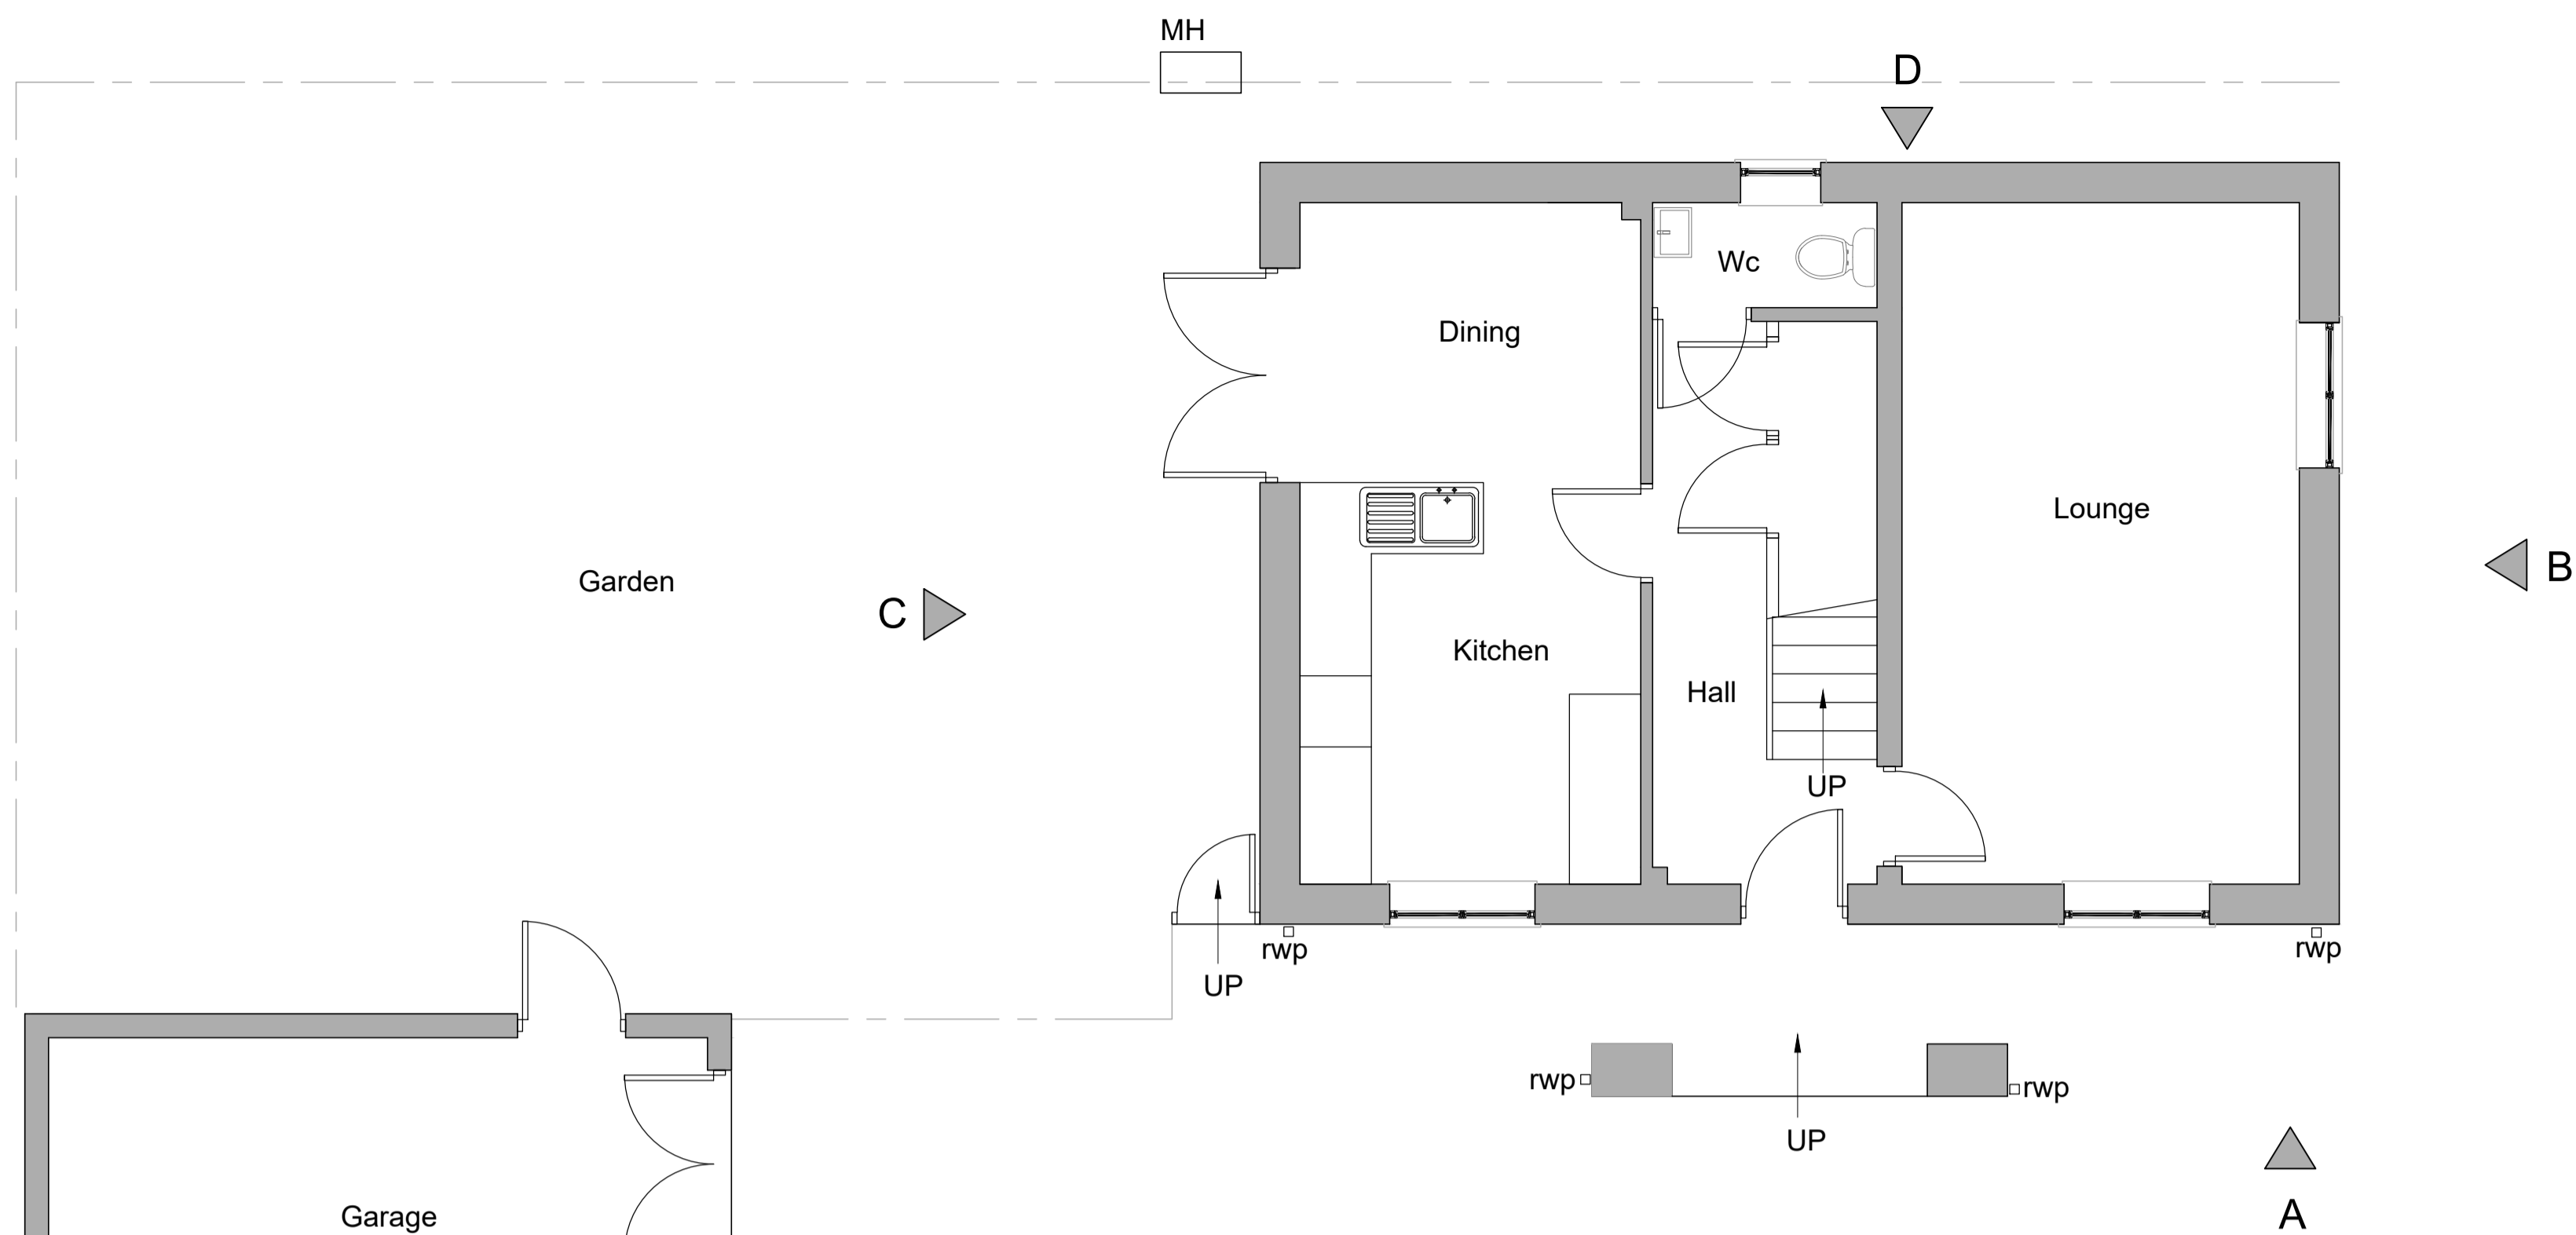 MH
D
Wc
Dining
Lounge
B
Garden
C
Kitchen
Hall
UP
rwp
rwp
UP
rwp
rwp
UP
Garage
A